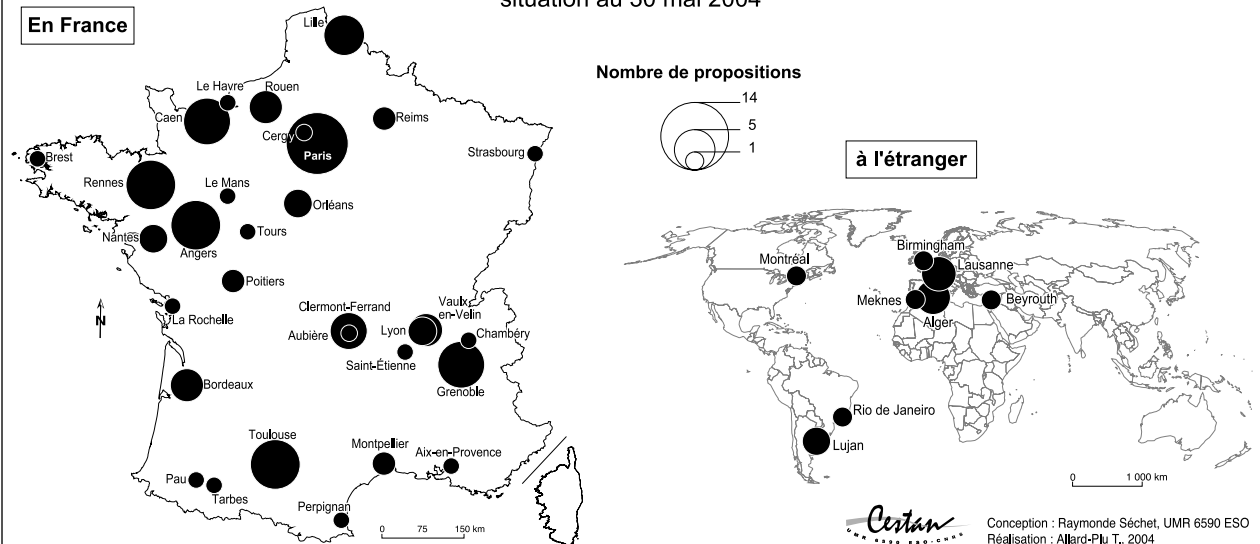 situation au 30 mai 2004
En France
Lille
Le Havre
Rouen
Caen
Cergy
Paris
Reims
Strasbourg
Brest
Rennes
Le Mans
Orléans
Nantes
Angers
Tours
Poitiers
La Rochelle
N
Clermont-Ferrand
Aubière
Lyon
Vaulx
en-Velin
Chambéry
Saint-Étienne
Grenoble
Bordeaux
Toulouse
Montpellier
Aix-en-Provence
Pau
Tarbes
Perpignan
0 75 150 km
Nombre de propositions
14
5
1
à l'étranger
Montréal
Birmingham
Lausanne
Meknes
Alger
Beyrouth
Rio de Janeiro
Lujan
0 1 000 km
Cestan
UMR 6590 ESO-CNRS
Conception : Raymonde Séchet, UMR 6590 ESO
Réalisation : Allard-Plu T., 2004